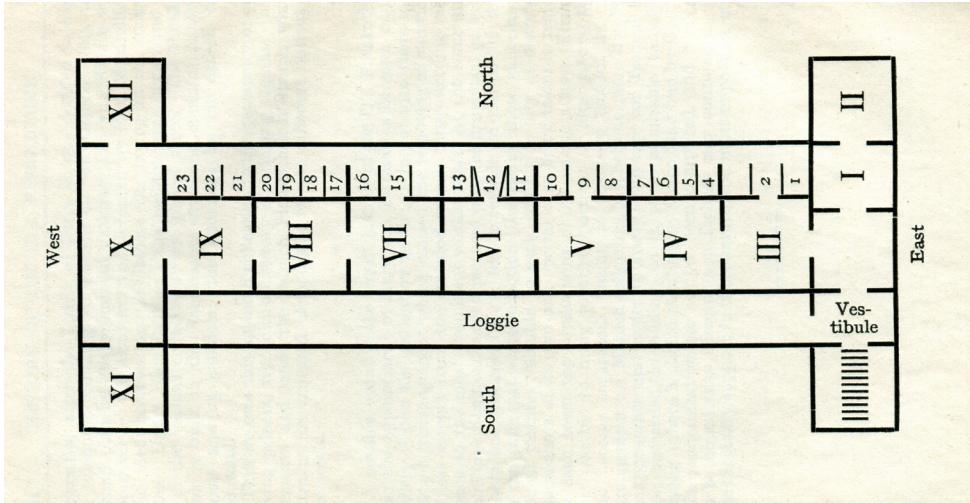 North
XII
II
23 22 21 20 19 18 17 16 15 13 12 11 10 9 8 7 6 5 4 2 1
I
West
X
IX VIII VII VI V IV III
East
Loggie
Ves-
tibule
XI
South